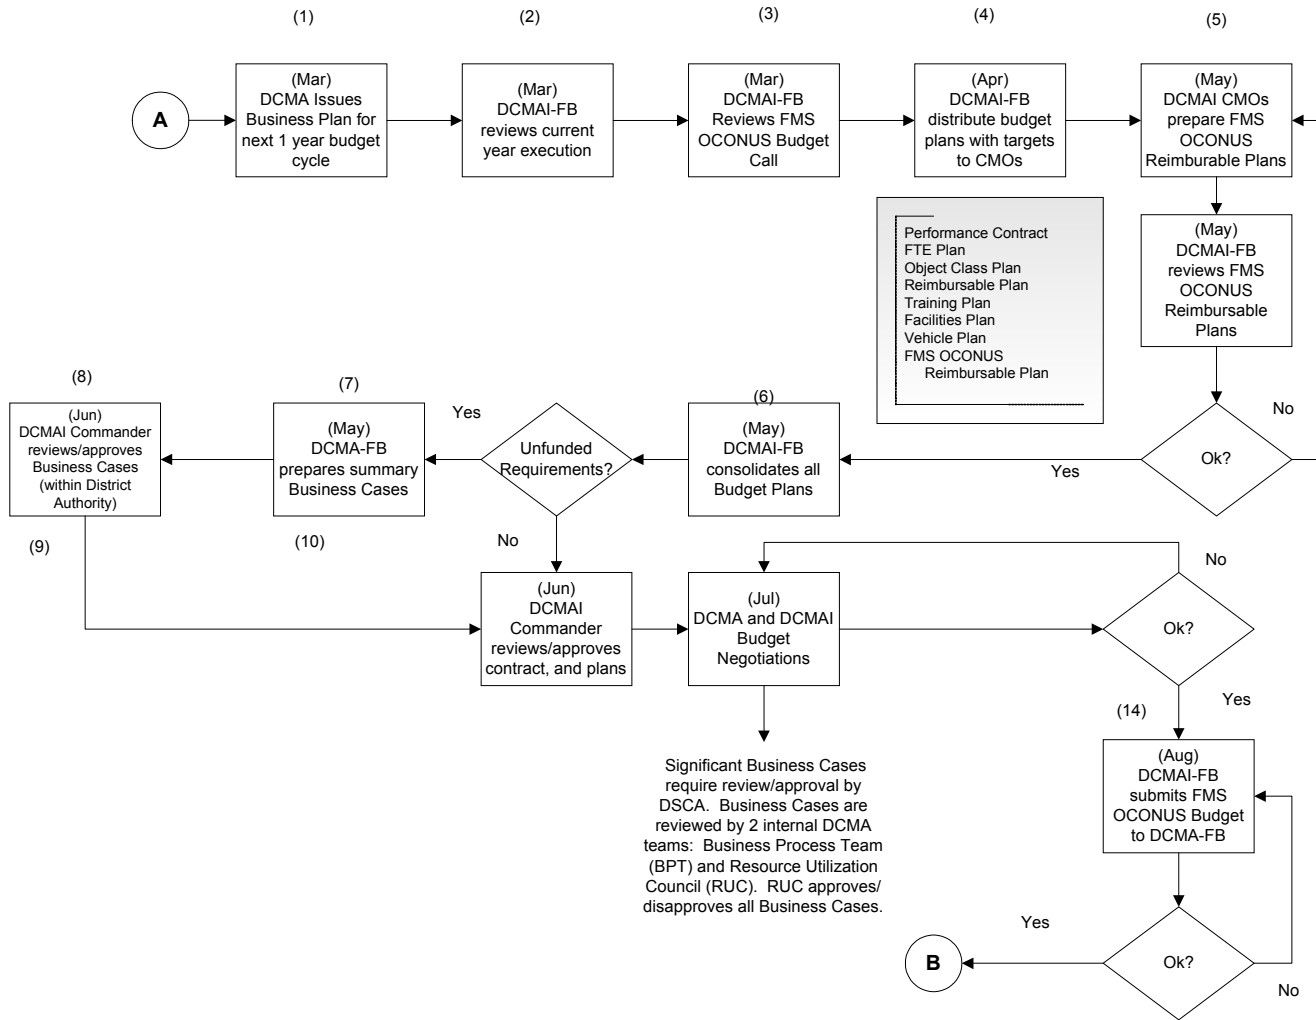 (1)
(2)
(3)
(4)
(5)
A
(Mar)
DCMA Issues
Business Plan for
next 1 year budget
cycle
(Mar)
DCMAI-FB
reviews current
year execution
(Mar)
DCMAI-FB
Reviews FMS
OCONUS Budget
Call
(Apr)
DCMAI-FB
distribute budget
plans with targets
to CMOs
(May)
DCMAI CMOs
prepare FMS
OCONUS
Reimburable Plans
Performance Contract
FTE Plan
Object Class Plan
Reimbursable Plan
Training Plan
Facilities Plan
Vehicle Plan
FMS OCONUS
Reimbursable Plan
(May)
DCMAI-FB
reviews FMS
OCONUS
Reimbursable
Plans
Ok?
No
Yes
(6)
(May)
DCMAI-FB
consolidates all
Budget Plans
Unfunded
Requirements?
Yes
No
(7)
(May)
DCMA-FB
prepares summary
Business Cases
(8)
(Jun)
DCMAI Commander
reviews/approves
Business Cases
(within District
Authority)
(9)
(10)
(Jun)
DCMAI
Commander
reviews/approves
contract, and plans
(Jul)
DCMA and DCMAI
Budget
Negotiations
Ok?
No
Yes
Significant Business Cases
require review/approval by
DSCA. Business Cases are
reviewed by 2 internal DCMA
teams: Business Process Team
(BPT) and Resource Utilization
Council (RUC). RUC approves/
disapproves all Business Cases.
(14)
(Aug)
DCMAI-FB
submits FMS
OCONUS Budget
to DCMA-FB
Ok?
No
Yes
B